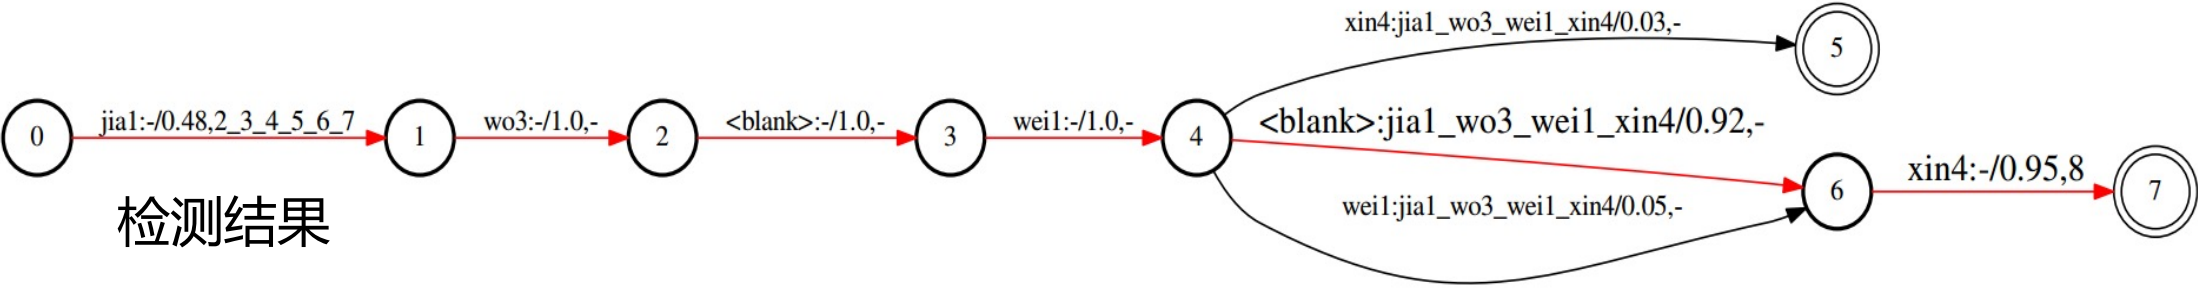 xin4:jia1_wo3_wei1_xin4/0.03,-
5
0
jia1:-/0.48,2_3_4_5_6_7
1
wo3:-/1.0,-
2
<blank>:-/1.0,-
3
wei1:-/1.0,-
4
<blank>:jia1_wo3_wei1_xin4/0.92,-
wei1:jia1_wo3_wei1_xin4/0.05,-
6
xin4:-/0.95,8
7
检测结果